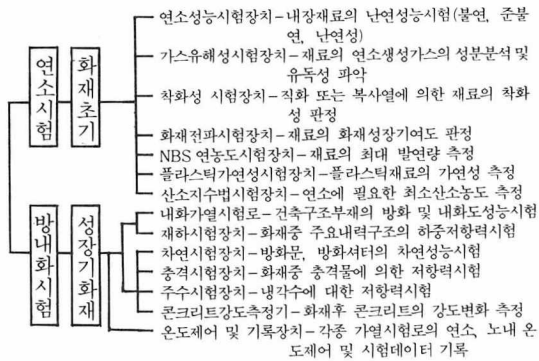 연소시험
화재초기
연소성능시험장치-내장재료의 난연성능시험(불연, 준불
연, 난연성)
가스유해성시험장치-재료의 연소생성가스의 성분분석 및
유독성 파악
착화성 시험장치-직화 또는 복사열에 의한 재료의 착화
성 판정
화재전파시험장치-재료의 화재성장기여도 판정
NBS 연농도시험장치-재료의 최대 발연량 측정
플라스틱가연성시험장치-플라스틱재료의 가연성 측정
산소지수법시험장치-연소에 필요한 최소산소농도 측정
방내화시험
성장기화재
내화가열시험로-건축구조부재의 방화 및 내화도성능시험
재하시험장치-화재중 주요내력구조의 하중저항력시험
차연시험장치-방화문, 방화셔터의 차연성능시험
충격시험장치-화재중 충격물에 의한 저항력시험
주수시험장치-냉각수에 대한 저항력시험
콘크리트강도측정기-화재후 콘크리트의 강도변화 측정
온도제어 및 기록장치-각종 가열시험로의 연소, 노내 온
도제어 및 시험데이터 기록